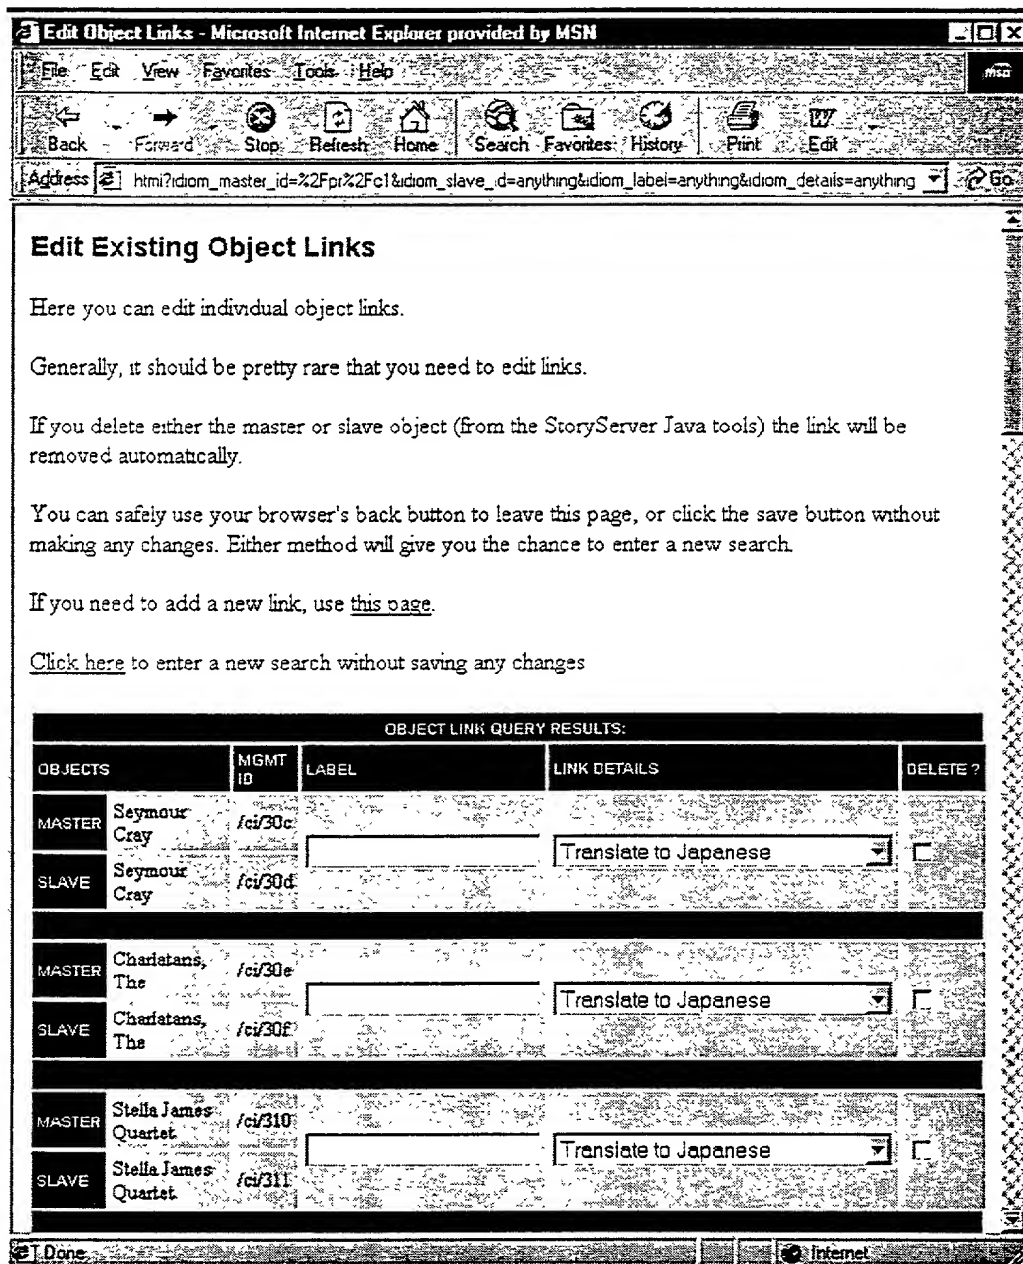 Edit Object Links - Microsoft Internet Explorer provided by MSN
File Edit View Favorites Tools Help
msn
Back Forward Stop Refresh Home Search Favorites History Print Edit
Address html?idiom_master_id=%2Fpr%2Fc1&idiom_slave_id=anything&idiom_label=anything&idiom_details=anything Go
Edit Existing Object Links
Here you can edit individual object links.
Generally, it should be pretty rare that you need to edit links.
If you delete either the master or slave object (from the StoryServer Java tools) the link will be
removed automatically.
You can safely use your browser's back button to leave this page, or click the save button without
making any changes. Either method will give you the chance to enter a new search.
If you need to add a new link, use this page.
Click here to enter a new search without saving any changes
OBJECT LINK QUERY RESULTS:
OBJECTS MGMT ID LABEL LINK DETAILS DELETE ?
MASTER Seymour Cray /ci/30c
Translate to Japanese
SLAVE Seymour Cray /ci/30d
MASTER Charlatans, The /ci/30e
Translate to Japanese
SLAVE Charlatans, The /ci/30f
MASTER Stella James Quartet /ci/310
Translate to Japanese
SLAVE Stella James Quartet /ci/311
Done Internet